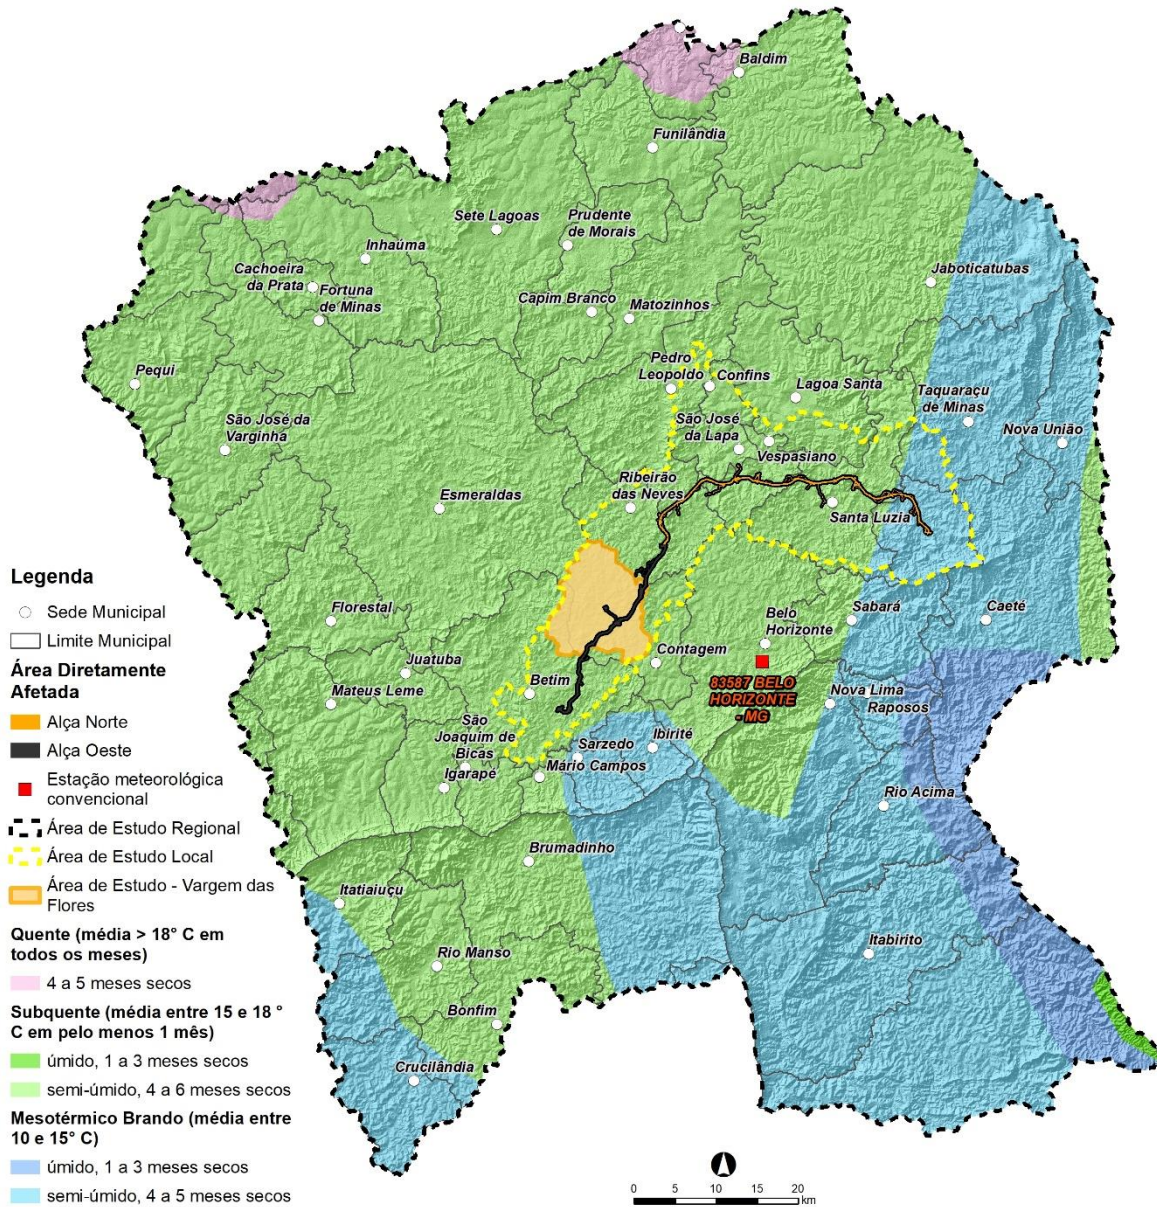 Baldim
Funilândia
Sete Lagoas
Prudente
de Morais
Inhaúma
Cachoeira
da Prata
Fortuna
de Minas
Jaboticatubas
Capim Branco
Matozinhos
Pequi
Pedro
Leopoldo
Confins
Lagoa Santa
Taquaraçu
de Minas
São José da
Varginha
São José
da Lapa
Nova União
Vespasiano
Ribeirão
das Neves
Esmeraldas
Santa Luzia
Florestal
Belo
Horizonte
Sabará
Caeté
Juatuba
Contagem
Mateus Leme
Betim
83587 BELO
HORIZONTE
- MG
Nova Lima
Raposos
São
Joaquim de
Bicas
Ibirité
Sarzedo
Igarapé
Mário Campos
Rio Acima
Brumadinho
Itatiaiuçu
Itabirito
Rio Manso
Bonfim
Crucilândia
Legenda
Sede Municipal
Limite Municipal
Área Diretamente
Afetada
Alça Norte
Alça Oeste
Estação meteorológica
convencional
Área de Estudo Regional
Área de Estudo Local
Área de Estudo - Vargem das
Flores
Quente (média > 18° C em
todos os meses)
4 a 5 meses secos
Subquente (média entre 15 e 18 °
C em pelo menos 1 mês)
úmido, 1 a 3 meses secos
semi-úmido, 4 a 6 meses secos
Mesotérmico Brando (média entre
10 e 15° C)
úmido, 1 a 3 meses secos
semi-úmido, 4 a 5 meses secos
0 5 10 15 20
km